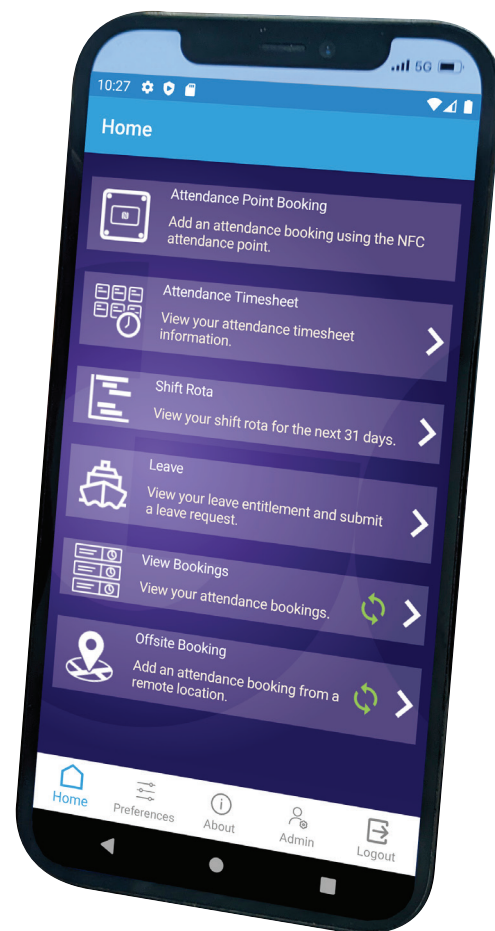 5G
10:27
Home
Attendance Point Booking
Add an attendance booking using the NFC
attendance point.
Attendance Timesheet
View your attendance timesheet
information.
Shift Rota
View your shift rota for the next 31 days.
Leave
View your leave entitlement and submit
a leave request.
View Bookings
View your attendance bookings.
Offsite Booking
Add an attendance booking from a
remote location.
Home
Preferences
About
Admin
Logout